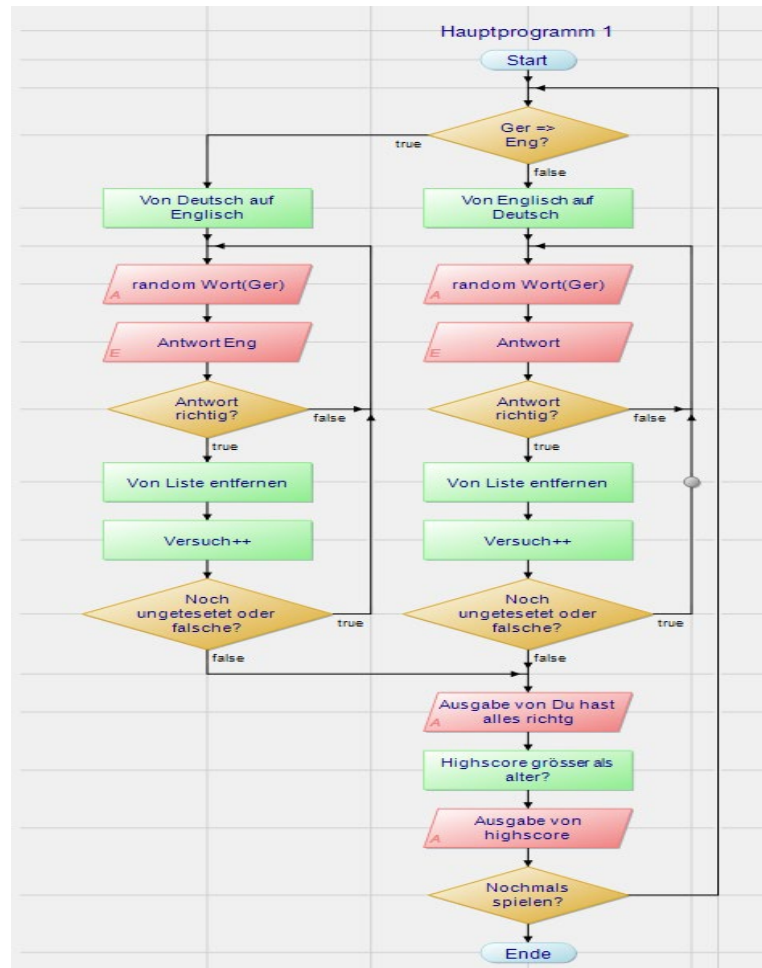 Hauptprogramm 1
Start
Ger =>
Eng?
true
false
Von Deutsch auf
Englisch
Von Englisch auf
Deutsch
random Wort(Ger)
A
random Wort(Ger)
A
Antwort Eng
E
Antwort
E
Antwort
richtig?
false
true
Antwort
richtig?
false
true
Von Liste entfernen
Von Liste entfernen
Versuch++
Versuch++
Noch
ungetesetet oder
falsche?
true
false
Noch
ungetesetet oder
falsche?
true
false
Ausgabe von Du hast
alles richtg
A
Highscore grösser als
alter?
Ausgabe von
highscore
A
Nochmals
spielen?
Ende